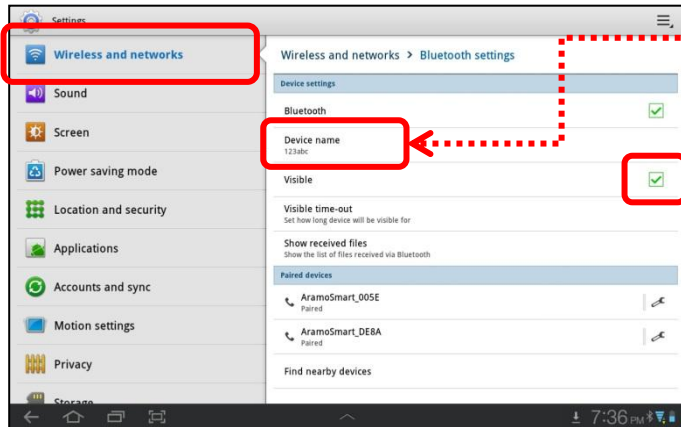 Settings
Wireless and networks
Sound
Screen
Power saving mode
Location and security
Applications
Accounts and sync
Motion settings
Privacy
Storage
Wireless and networks > Bluetooth settings
Device settings
Bluetooth
Device name
123abc
Visible
Visible time-out
Set how long device will be visible for
Show received files
Show the list of files received via Bluetooth
Paired devices
AramoSmart_005E
Paired
AramoSmart_DE8A
Paired
Find nearby devices
7:36 PM